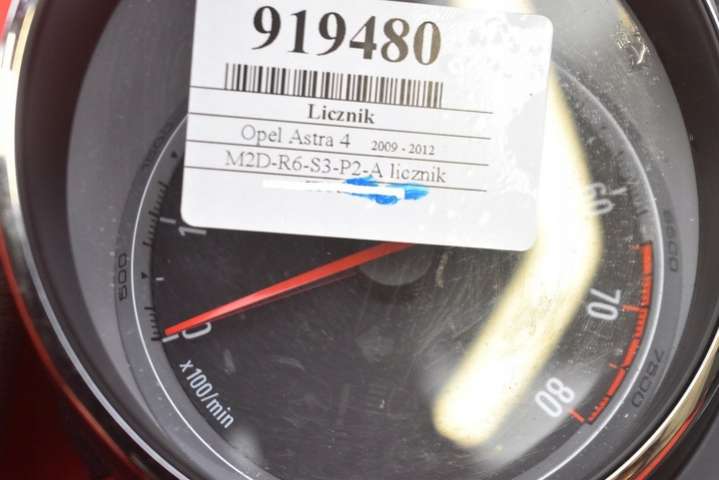 919480
Licznik
Opel Astra 4 2009 - 2012
M2D-R6-S3-P2-A licznik
60
1
500
5500
70
0
x100/min
7500
80